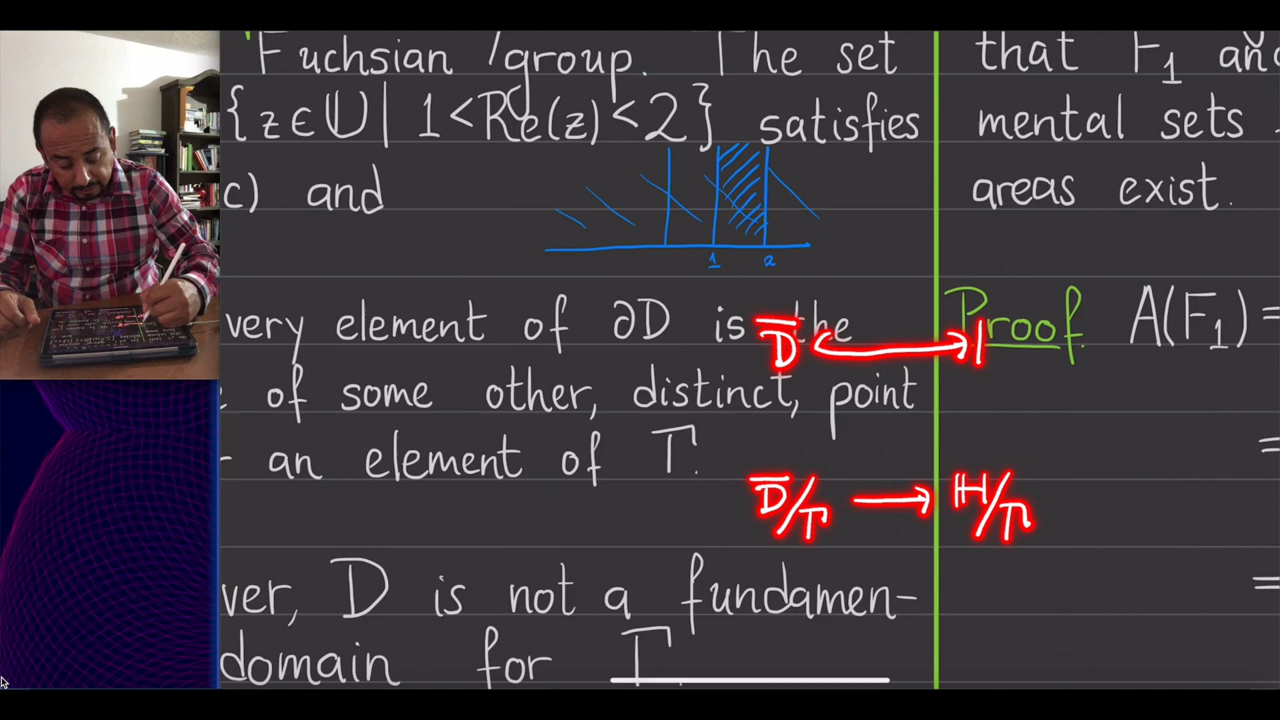 Fuchsian group. The set
{z∈𝕌| 1<Re(z)<2} satisfies
c) and
1 2
very element of ∂D is the
of some other, distinct, point
an element of Γ.
ver, D is not a fundamen-
domain for Γ.
D̅
D̅/Γ → ℍ/Γ
that F₁ and
mental sets
areas exist.
Proof. A(F₁)=
=
=